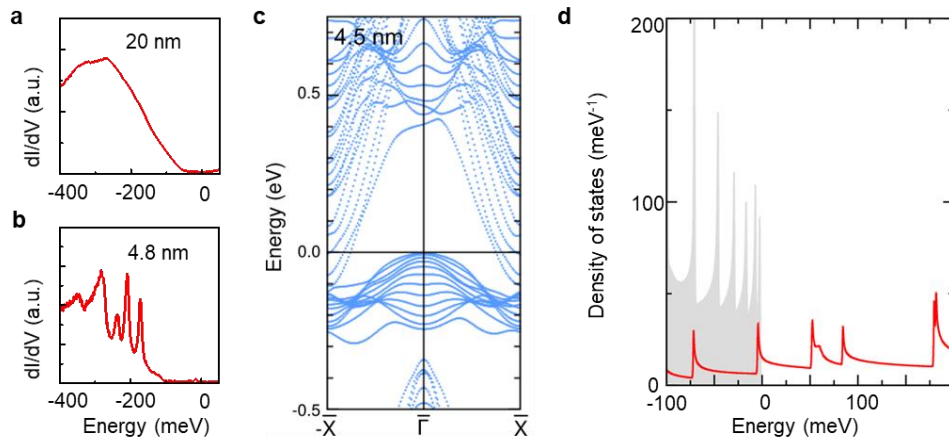 a
20 nm
dI/dV (a.u.)
-400 -200 0
b
4.8 nm
dI/dV (a.u.)
-400 -200 0
Energy (meV)
c
4.5 nm
Energy (eV)
0.5
0.0
-0.5
-X̅ Γ̅ X̅
d
Density of states (meV⁻¹)
200
100
0
-100 0 100
Energy (meV)